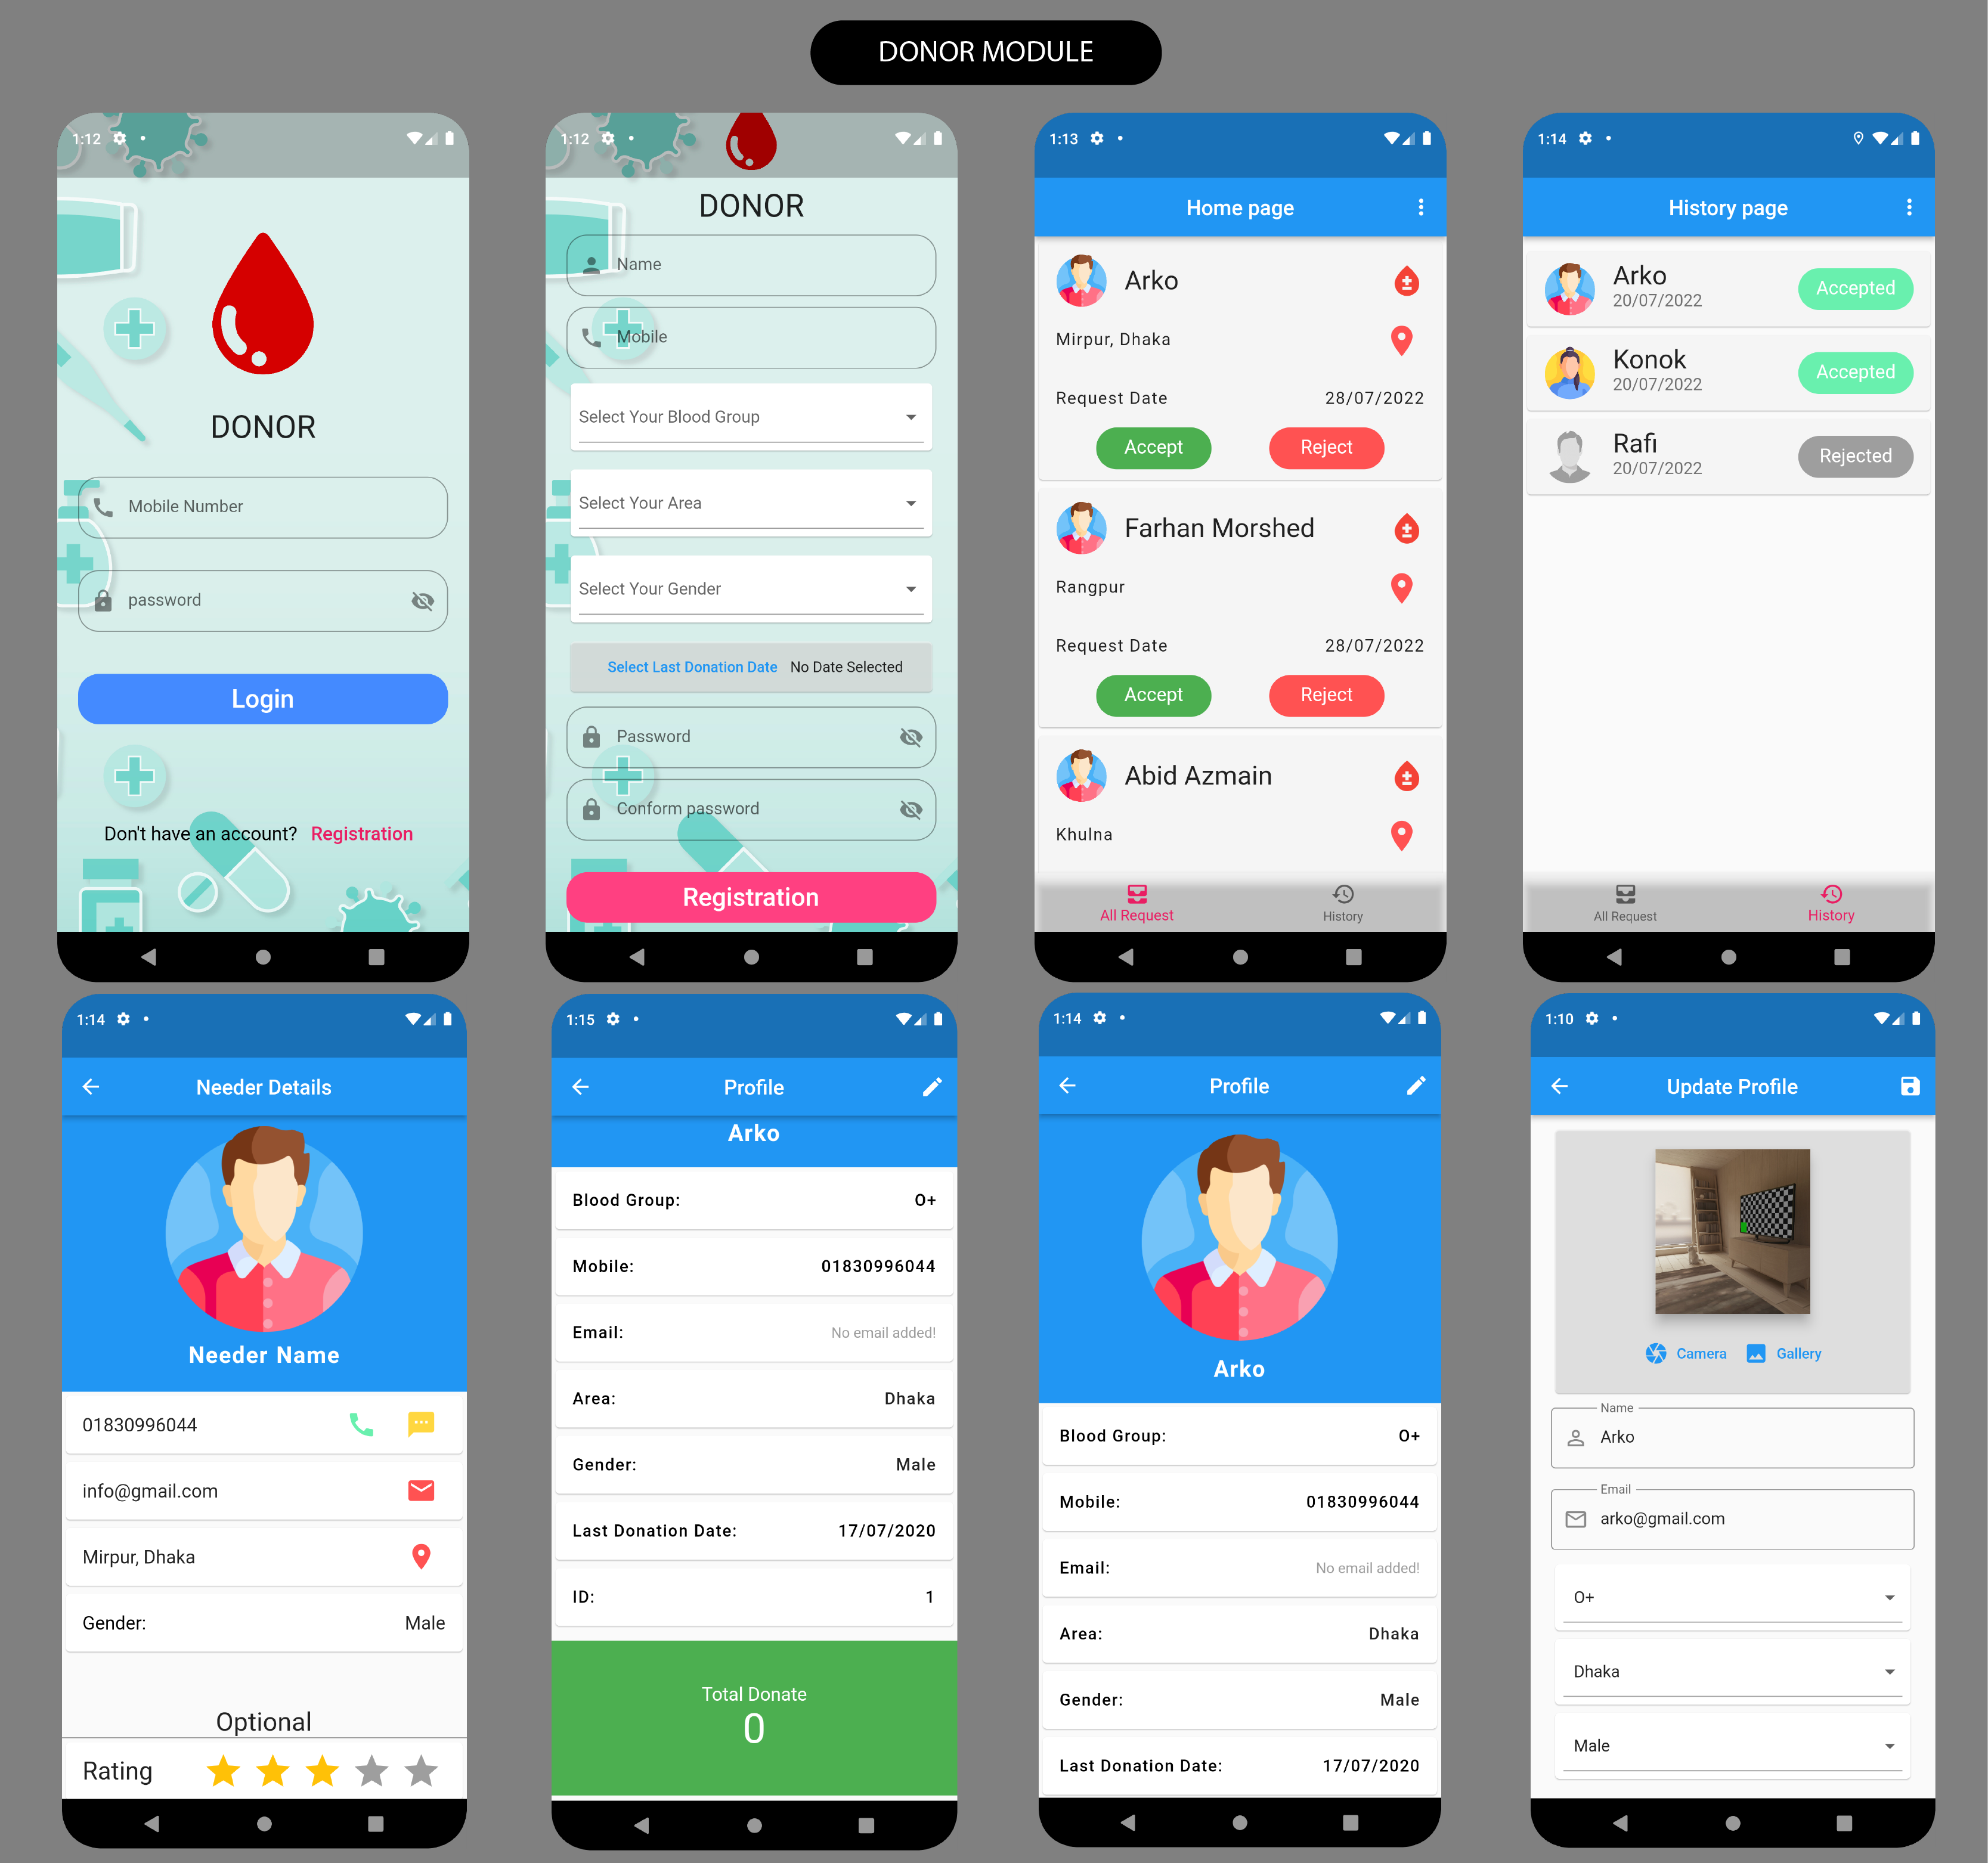 DONOR MODULE
1:12
DONOR
Mobile Number
password
Login
Don't have an account? Registration
1:12
DONOR
Name
Mobile
Select Your Blood Group
Select Your Area
Select Your Gender
Select Last Donation Date No Date Selected
Password
Conform password
Registration
1:13
Home page
Arko
Mirpur, Dhaka
Request Date 28/07/2022
Accept Reject
Farhan Morshed
Rangpur
Request Date 28/07/2022
Accept Reject
Abid Azmain
Khulna
All Request History
1:14
History page
Arko
20/07/2022
Accepted
Konok
20/07/2022
Accepted
Rafi
20/07/2022
Rejected
All Request History
1:14
Needer Details
Needer Name
01830996044
info@gmail.com
Mirpur, Dhaka
Gender: Male
Optional
Rating
1:15
Profile
Arko
Blood Group: O+
Mobile: 01830996044
Email: No email added!
Area: Dhaka
Gender: Male
Last Donation Date: 17/07/2020
ID: 1
Total Donate
0
1:14
Profile
Arko
Blood Group: O+
Mobile: 01830996044
Email: No email added!
Area: Dhaka
Gender: Male
Last Donation Date: 17/07/2020
1:10
Update Profile
Camera Gallery
Name
Arko
Email
arko@gmail.com
O+
Dhaka
Male